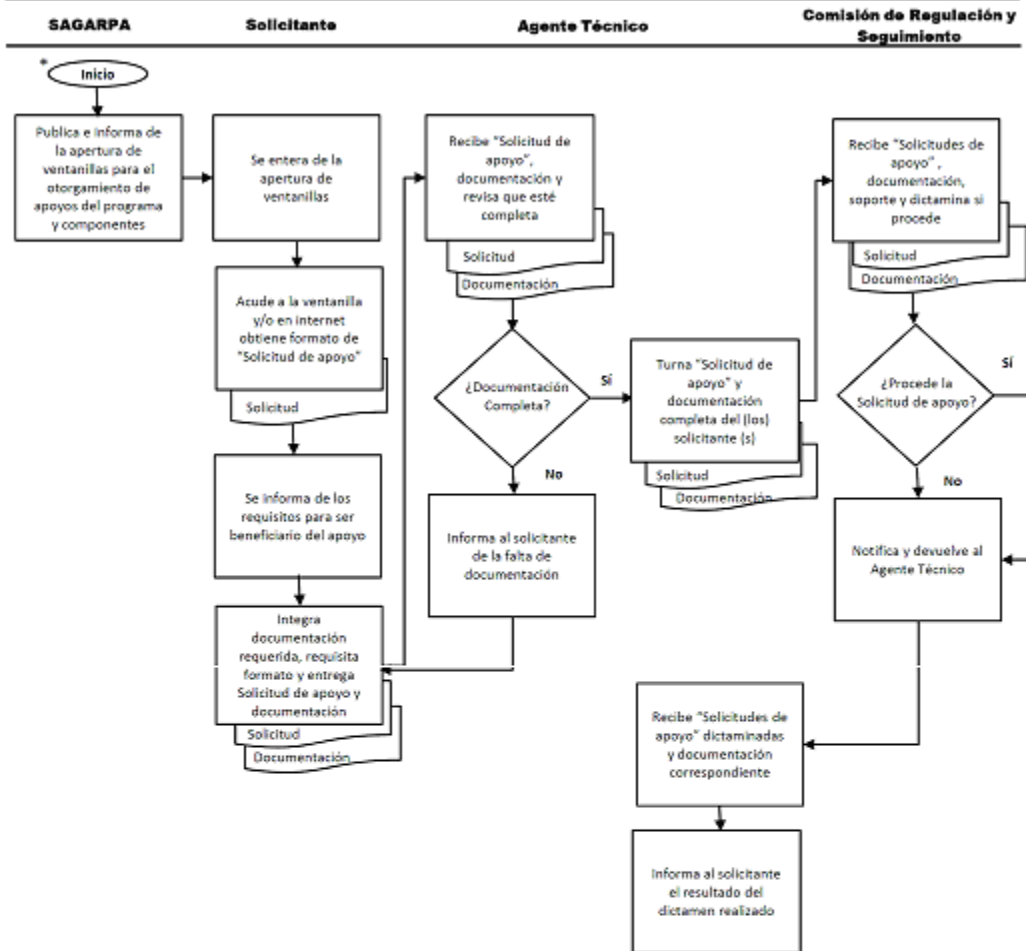 SAGARPA
Solicitante
Agente Técnico
Comisión de Regulación y
Seguimiento
*
Inicio
Publica e informa de
la apertura de
ventanillas para el
otorgamiento de
apoyos del programa
y componentes
Se entera de la
apertura de
ventanillas
Acude a la ventanilla
y/o en internet
obtiene formato de
"Solicitud de apoyo"
Solicitud
Se informa de los
requisitos para ser
beneficiario del apoyo
Integra
documentación
requerida, requisita
formato y entrega
Solicitud de apoyo y
documentación
Solicitud
Documentación
Recibe "Solicitud de
apoyo",
documentación y
revisa que esté
completa
Solicitud
Documentación
¿Documentación
Completa?
Sí
No
Informa al solicitante
de la falta de
documentación
Turna "Solicitud de
apoyo" y
documentación
completa del (los)
solicitante (s)
Solicitud
Documentación
Recibe "Solicitudes de
apoyo" ,
documentación,
soporte y dictamina si
procede
Solicitud
Documentación
¿Procede la
Solicitud de apoyo?
Sí
No
Notifica y devuelve al
Agente Técnico
Recibe "Solicitudes de
apoyo" dictaminadas
y documentación
correspondiente
Informa al solicitante
el resultado del
dictamen realizado